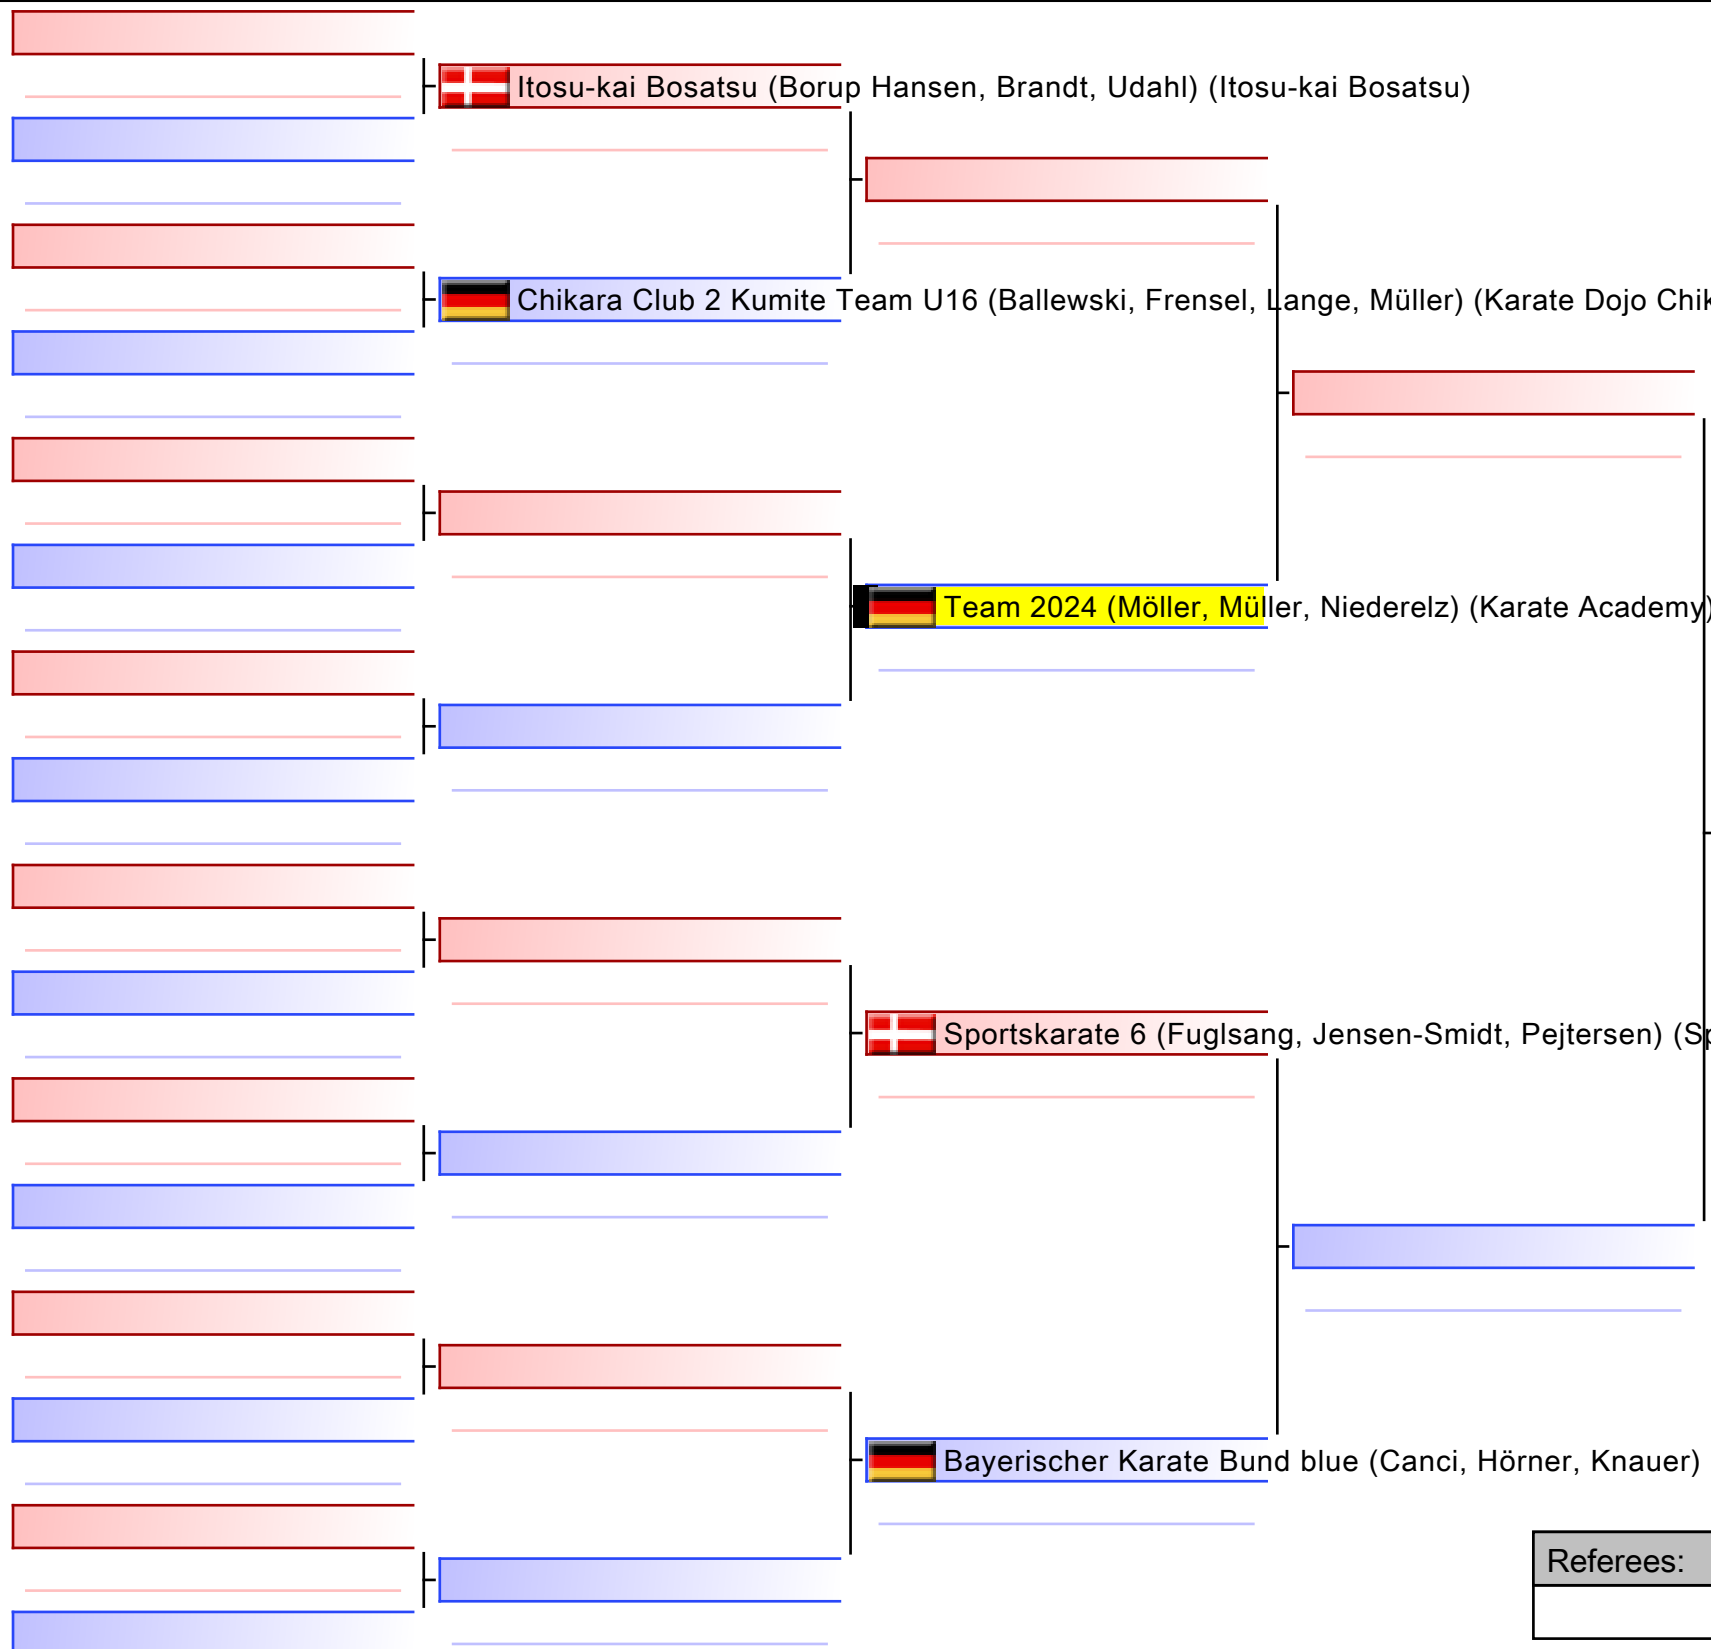 Itosu-kai Bosatsu (Borup Hansen, Brandt, Udahl) (Itosu-kai Bosatsu)
Chikara Club 2 Kumite Team U16 (Ballewski, Frensel, Lange, Müller) (Karate Dojo Chik
Team 2024 (Möller, Müller, Niederelz) (Karate Academy)
Sportskarate 6 (Fuglsang, Jensen-Smidt, Pejtersen) (Sp
Bayerischer Karate Bund blue (Canci, Hörner, Knauer)
Referees: